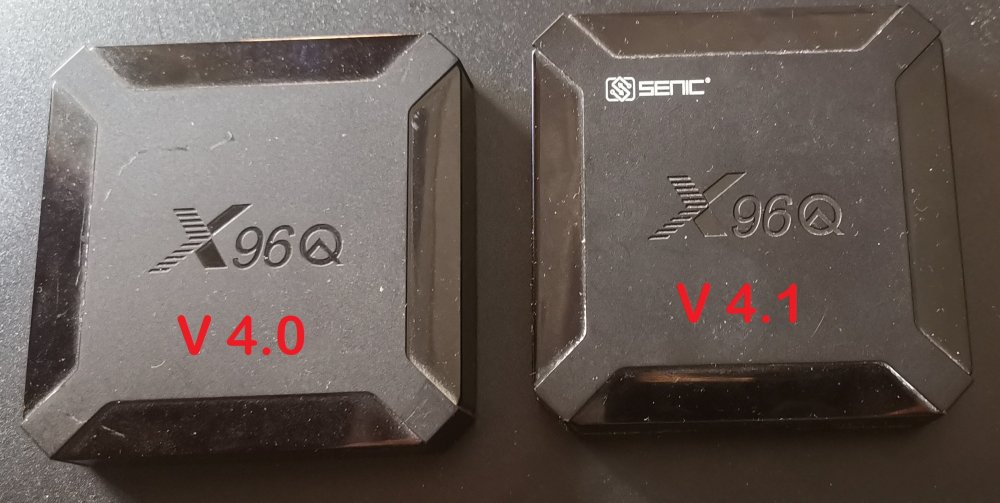 X96Q
V 4.0
SENIC
X96Q
V 4.1